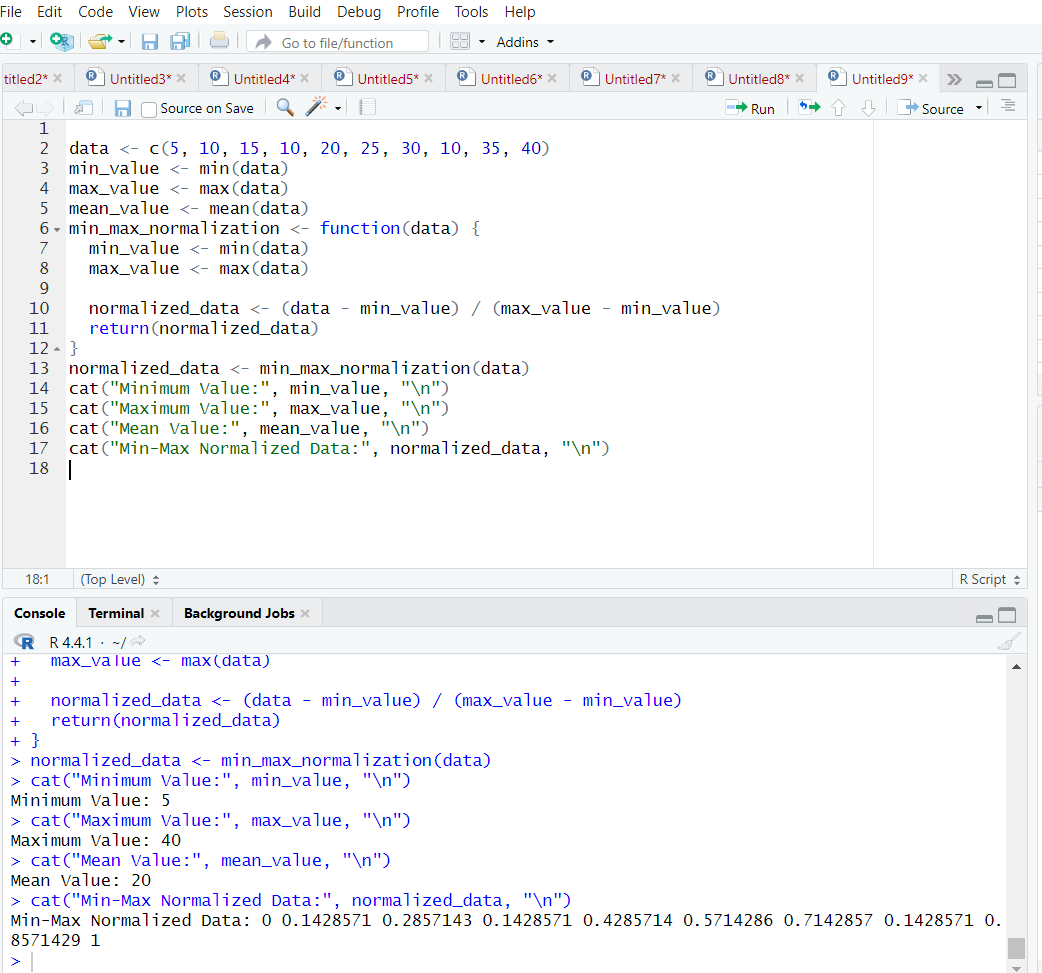 File Edit Code View Plots Session Build Debug Profile Tools Help
Go to file/function Addins
ntitled2* Untitled3* Untitled4* Untitled5* Untitled6* Untitled7* Untitled8* Untitled9*
Source on Save Run Source
1
2 data <- c(5, 10, 15, 10, 20, 25, 30, 10, 35, 40)
3 min_value <- min(data)
4 max_value <- max(data)
5 mean_value <- mean(data)
6 min_max_normalization <- function(data) {
7   min_value <- min(data)
8   max_value <- max(data)
9
10   normalized_data <- (data - min_value) / (max_value - min_value)
11   return(normalized_data)
12 }
13 normalized_data <- min_max_normalization(data)
14 cat("Minimum Value:", min_value, "\n")
15 cat("Maximum Value:", max_value, "\n")
16 cat("Mean Value:", mean_value, "\n")
17 cat("Min-Max Normalized Data:", normalized_data, "\n")
18
18:1 (Top Level) R Script
Console Terminal Background Jobs
R R 4.4.1 · ~/
+   max_value <- max(data)
+
+   normalized_data <- (data - min_value) / (max_value - min_value)
+   return(normalized_data)
+ }
> normalized_data <- min_max_normalization(data)
> cat("Minimum Value:", min_value, "\n")
Minimum Value: 5
> cat("Maximum Value:", max_value, "\n")
Maximum Value: 40
> cat("Mean Value:", mean_value, "\n")
Mean Value: 20
> cat("Min-Max Normalized Data:", normalized_data, "\n")
Min-Max Normalized Data: 0 0.1428571 0.2857143 0.1428571 0.4285714 0.5714286 0.7142857 0.1428571 0.
8571429 1
>